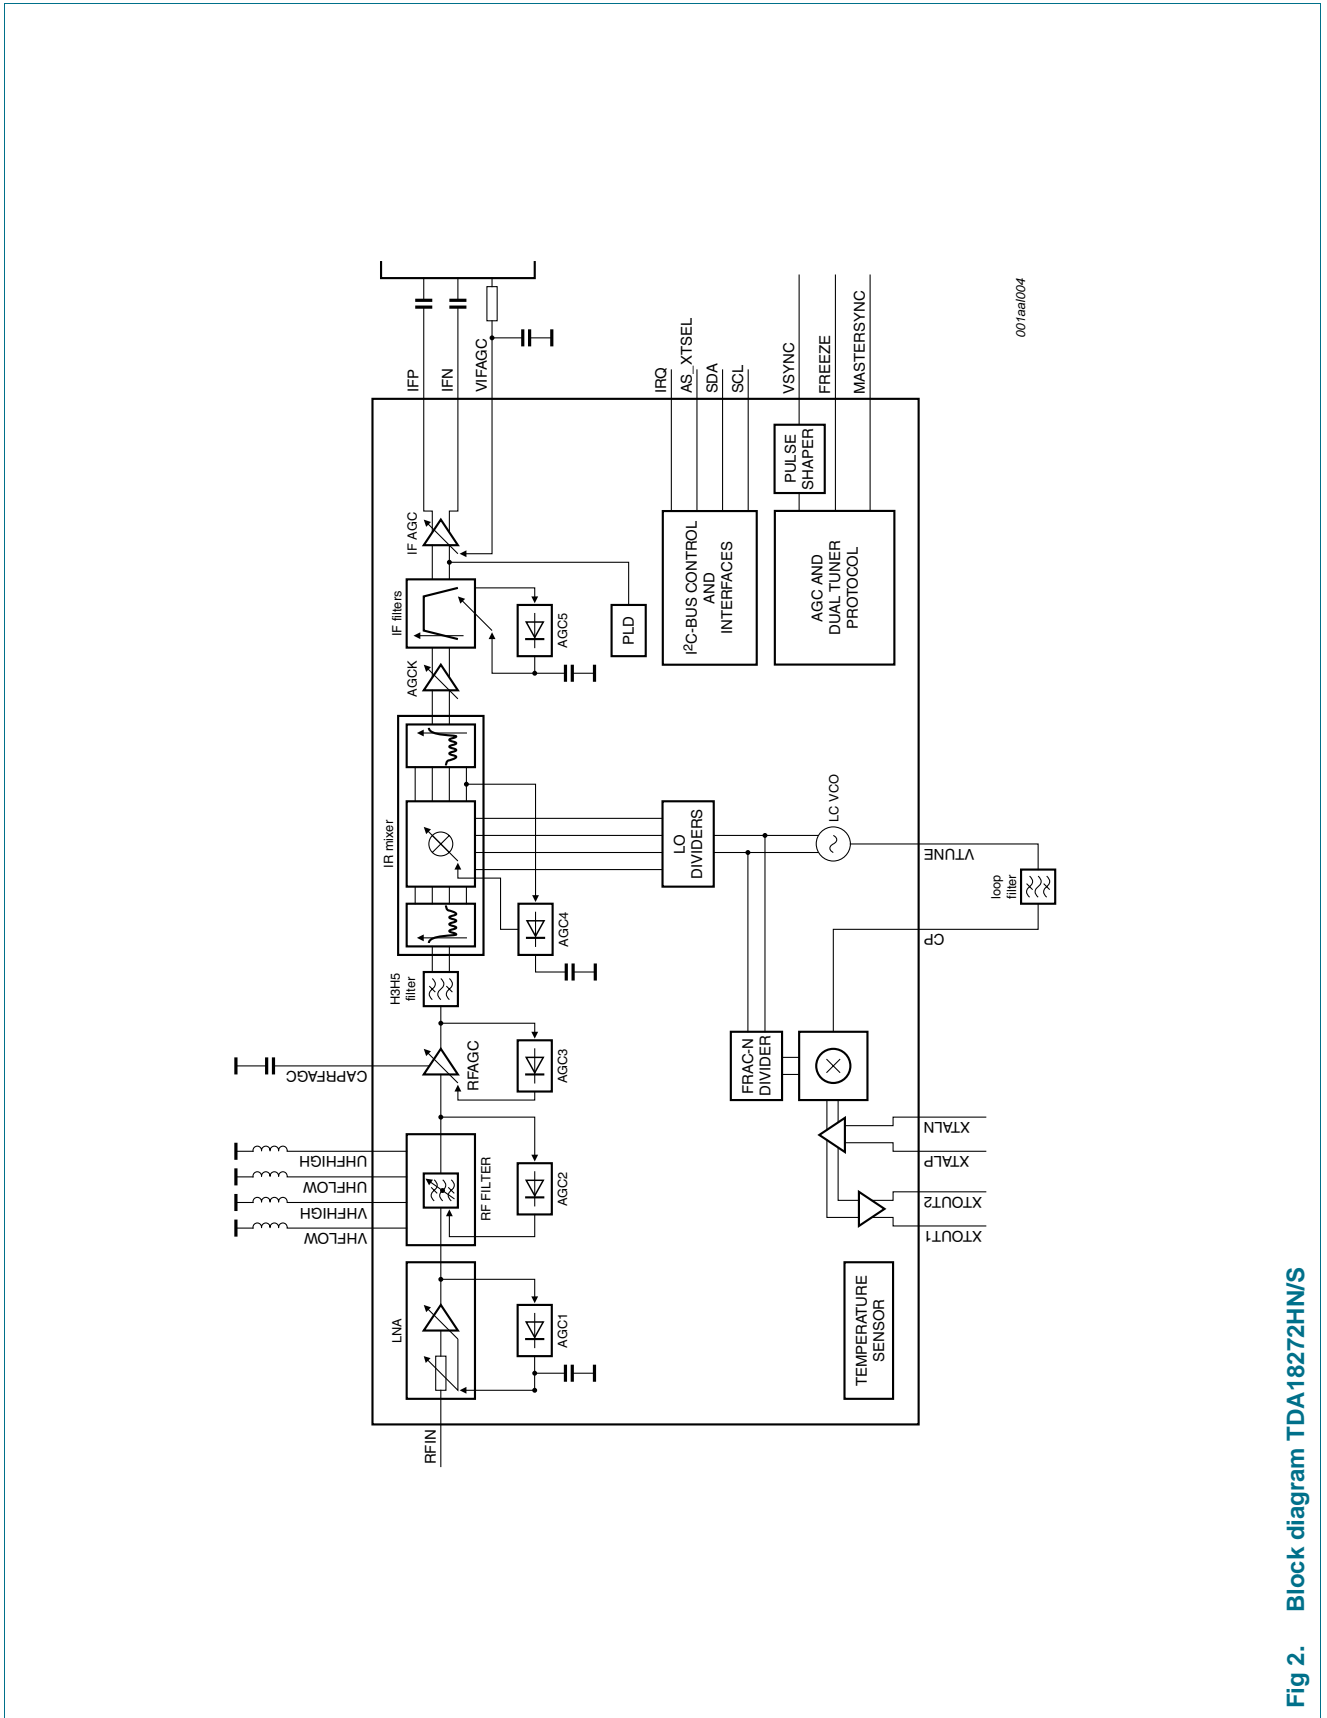 RFIN
LNA
AGC1
VHFLOW
VHFHIGH
UHFLOW
UHFHIGH
RF FILTER
AGC2
CAPRFAGC
RFAGC
AGC3
H3H5
filter
IR mixer
AGC4
AGCK
IF filters
AGC5
IF AGC
PLD
IFP
IFN
VIFAGC
I2C-BUS CONTROL
AND
INTERFACES
IRQ
AS_XTSEL
SDA
SCL
AGC AND
DUAL TUNER
PROTOCOL
PULSE
SHAPER
VSYNC
FREEZE
MASTERSYNC
LO
DIVIDERS
LC VCO
VTUNE
loop
filter
CP
FRAC-N
DIVIDER
XTALN
XTALP
XTOUT2
XTOUT1
TEMPERATURE
SENSOR
001aal004
Fig 2. Block diagram TDA18272HN/S